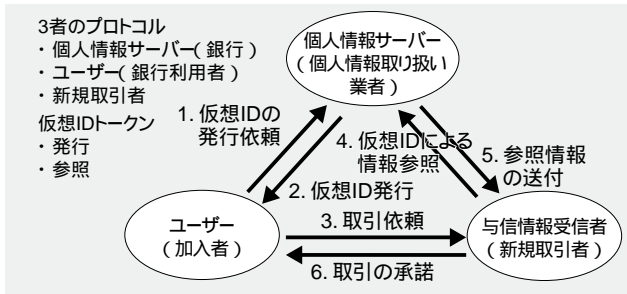 3者のプロトコル
・個人情報サーバー(銀行)
・ユーザー(銀行利用者)
・新規取引者
仮想IDトークン
・発行
・参照
個人情報サーバー
(個人情報取り扱い
業者)
1. 仮想IDの
発行依頼
4. 仮想IDによる
情報参照
5. 参照情報
の送付
2. 仮想ID発行
3. 取引依頼
ユーザー
(加入者)
与信情報受信者
(新規取引者)
6. 取引の承諾